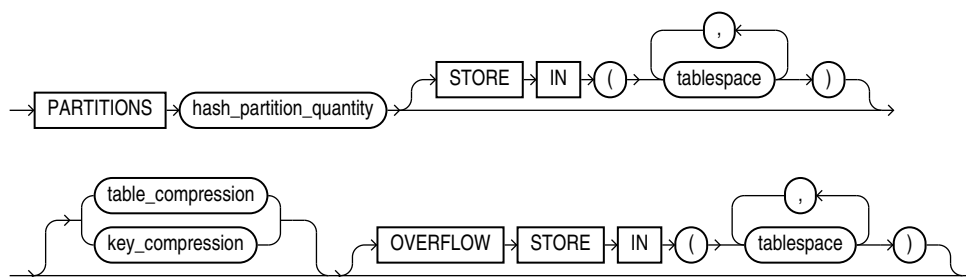 ,
STORE IN ( tablespace )
PARTITIONS hash_partition_quantity
table_compression
,
key_compression
OVERFLOW STORE IN ( tablespace )